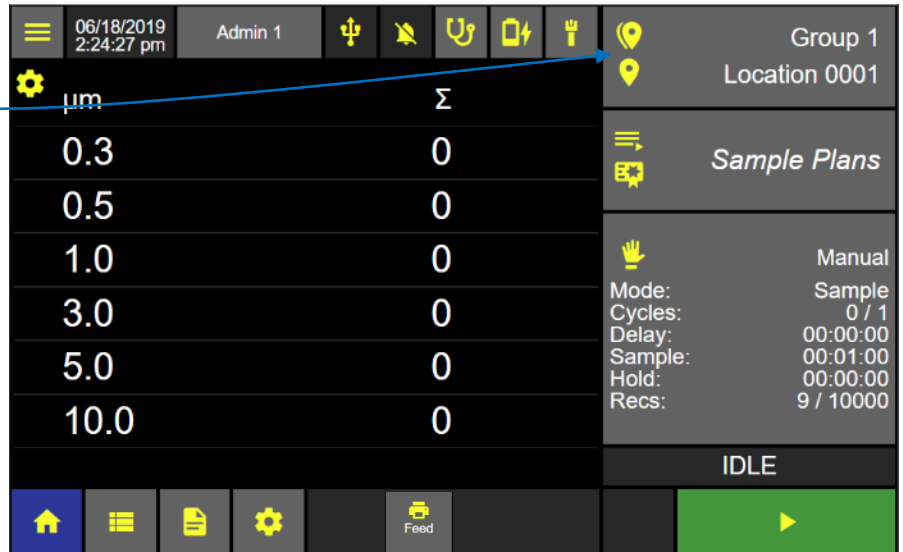 06/18/2019
2:24:27 pm
Admin 1
Group 1
Location 0001
µm Σ
0.3 0
0.5 0
1.0 0
3.0 0
5.0 0
10.0 0
Sample Plans
Manual
Mode: Sample
Cycles: 0 / 1
Delay: 00:00:00
Sample: 00:01:00
Hold: 00:00:00
Recs: 9 / 10000
IDLE
Feed